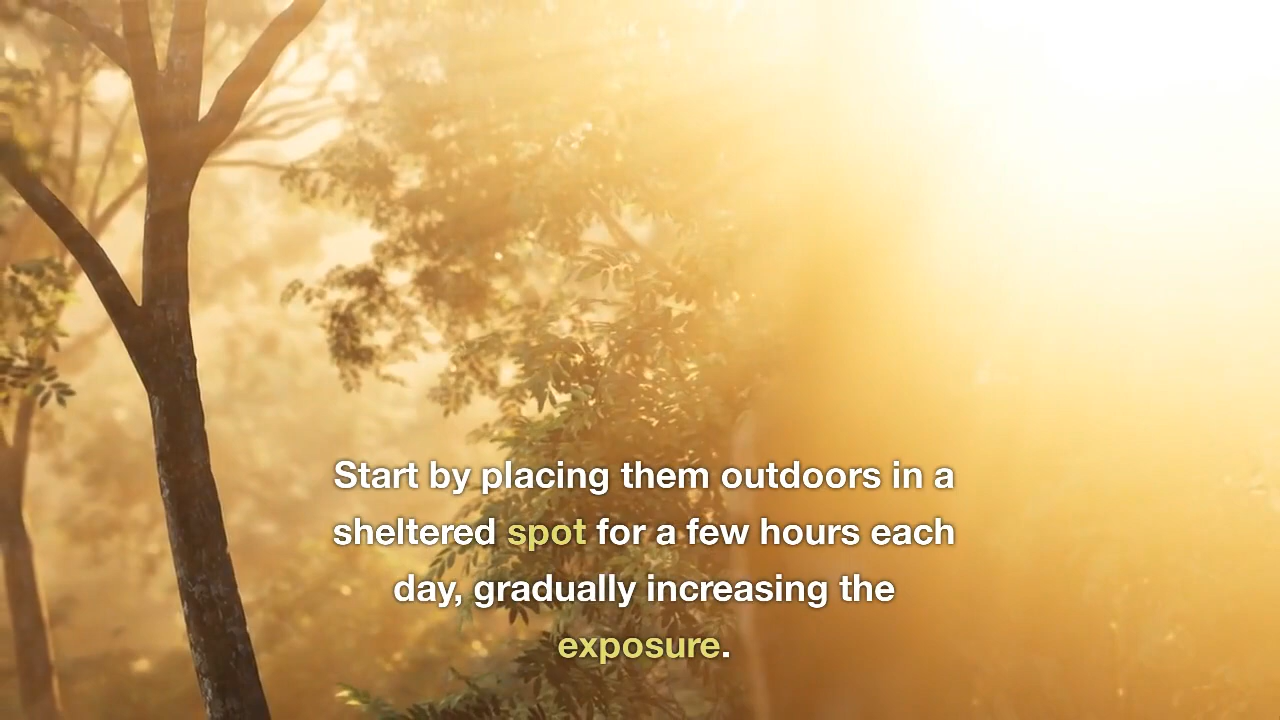 Start by placing them outdoors in a
sheltered spot for a few hours each
day, gradually increasing the
exposure.